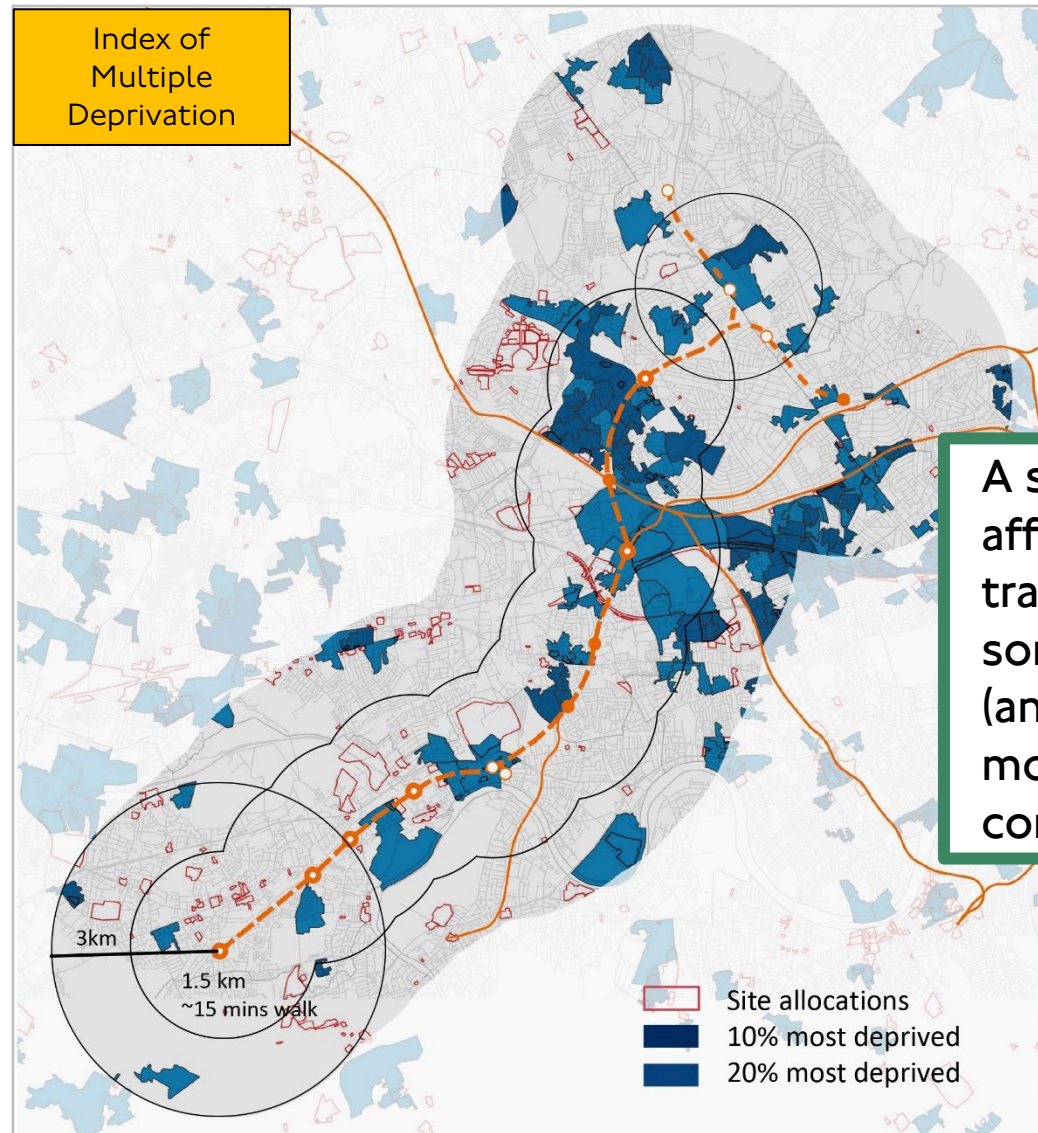 Index of
Multiple
Deprivation
A s
aff
tra
so
(an
mo
co
3km
1.5 km
~15 mins walk
Site allocations
10% most deprived
20% most deprived